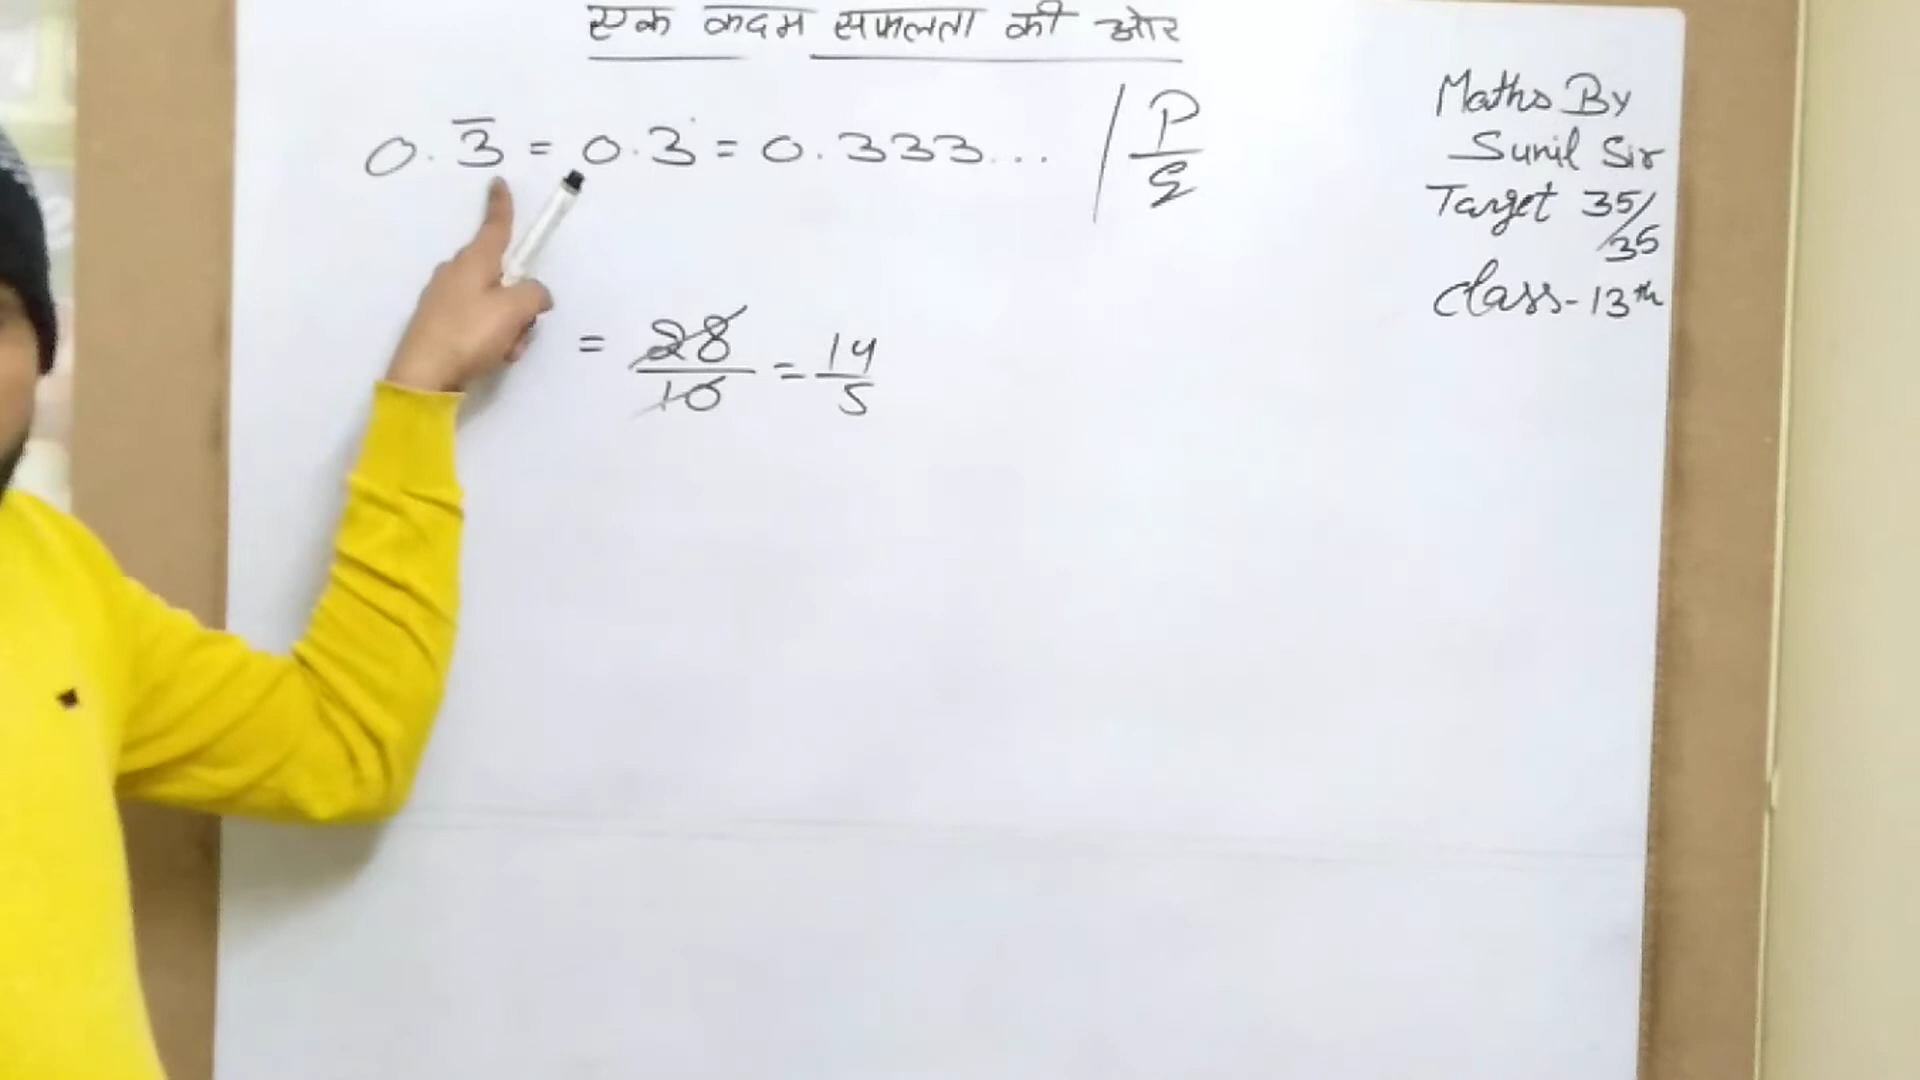 एक कदम सफलता की ओर
0.3̅ = 0.3̇ = 0.333... | P/q
= 28/10 = 14/5
Maths By
Sunil Sir
Target 35/35
Class-13th